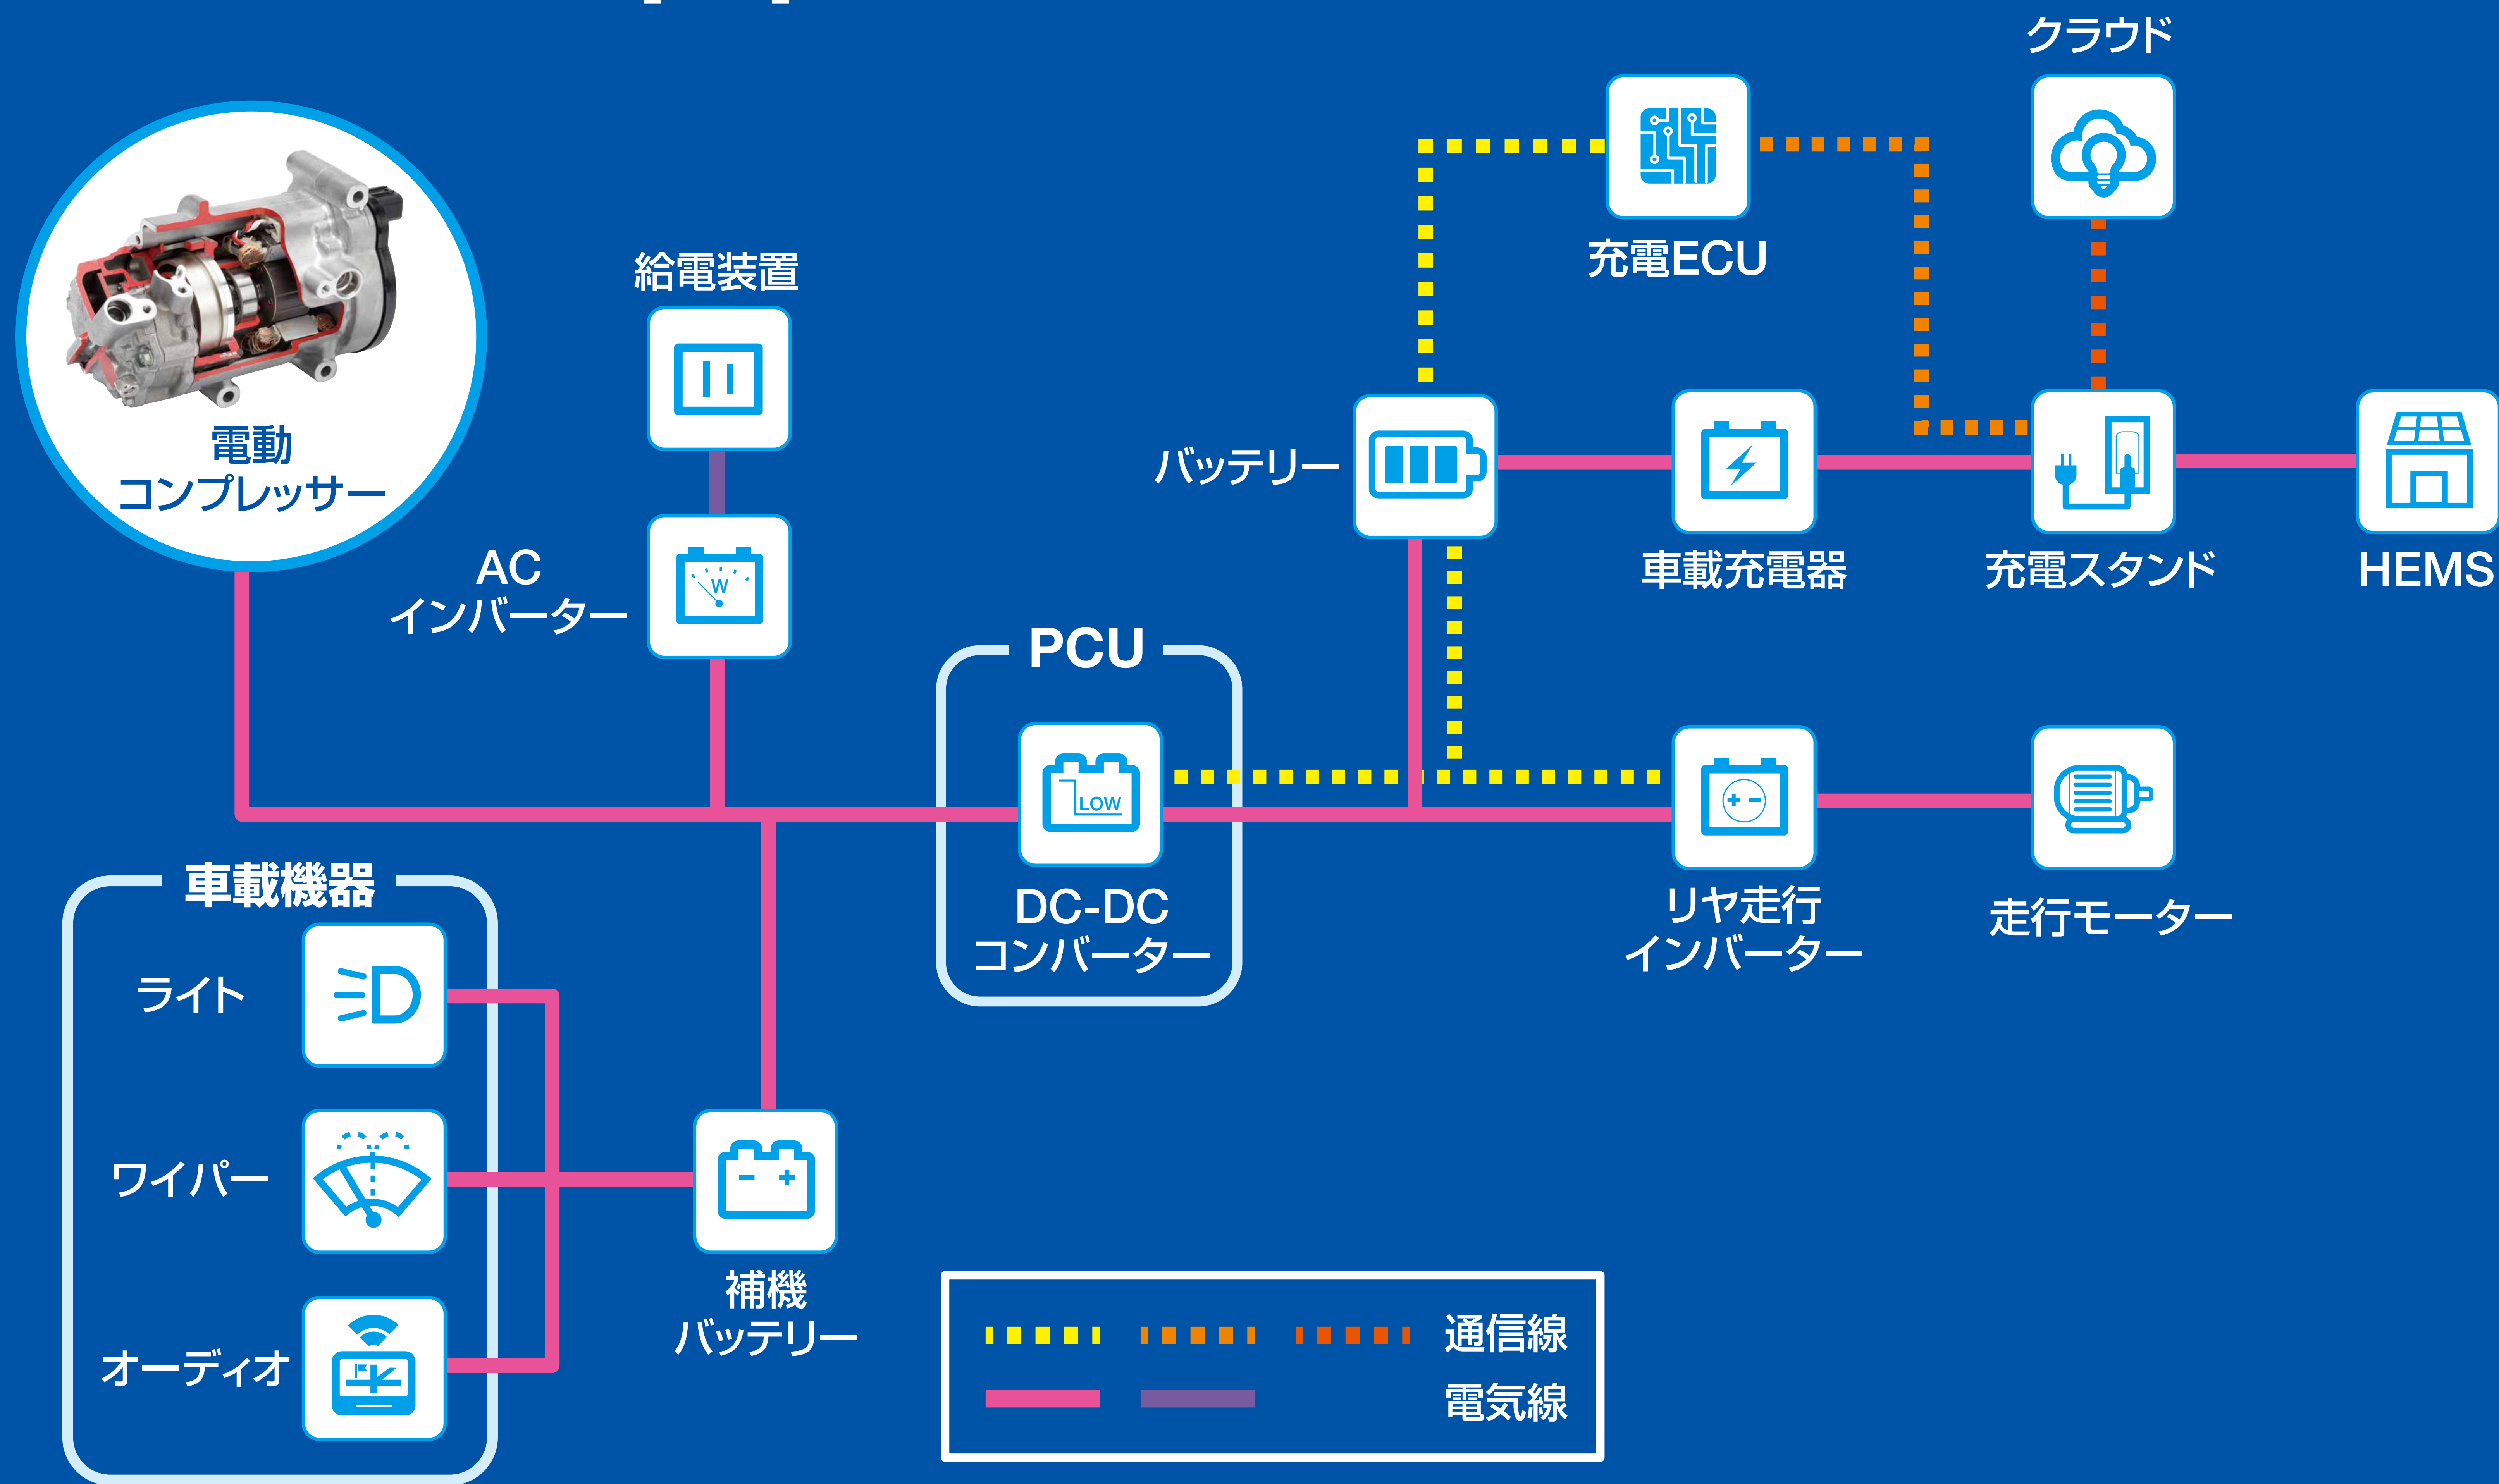 クラウド
充電ECU
給電装置
電動
コンプレッサー
バッテリー
AC
インバーター
W
車載充電器
充電スタンド
HEMS
PCU
LOW
DC-DC
コンバーター
リヤ走行
インバーター
走行モーター
車載機器
ライト
ワイパー
オーディオ
補機
バッテリー
通信線
電気線